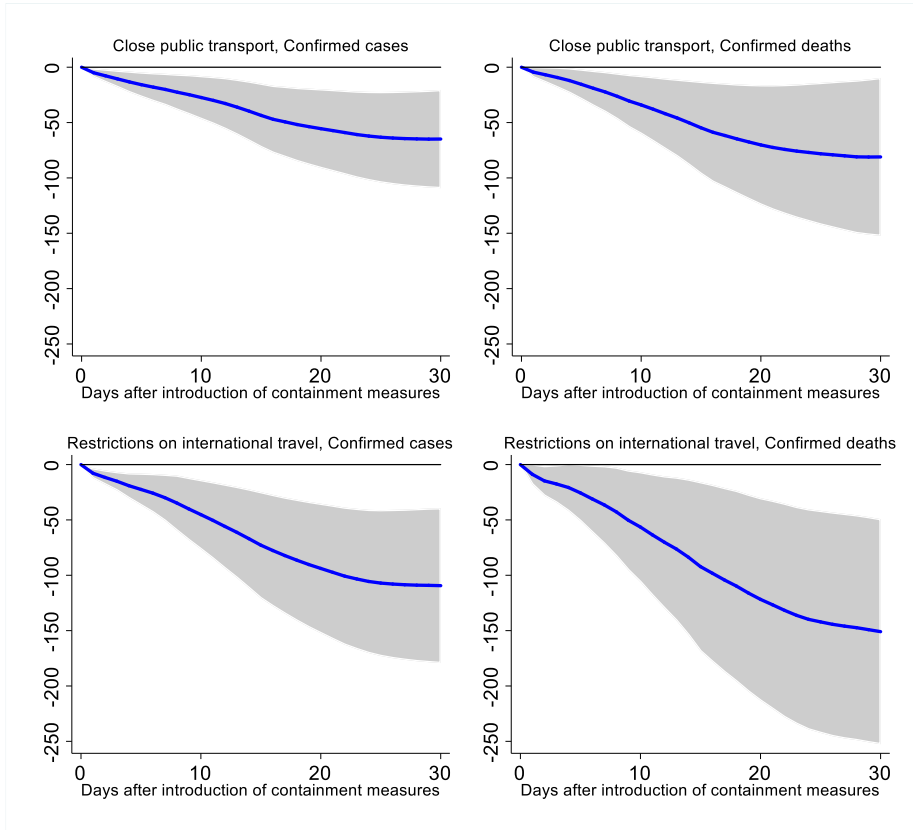 Close public transport, Confirmed cases
0
-50
-100
-150
-200
-250
0 10 20 30
Days after introduction of containment measures
Close public transport, Confirmed deaths
0
-50
-100
-150
-200
-250
0 10 20 30
Days after introduction of containment measures
Restrictions on international travel, Confirmed cases
0
-50
-100
-150
-200
-250
0 10 20 30
Days after introduction of containment measures
Restrictions on international travel, Confirmed deaths
0
-50
-100
-150
-200
-250
0 10 20 30
Days after introduction of containment measures